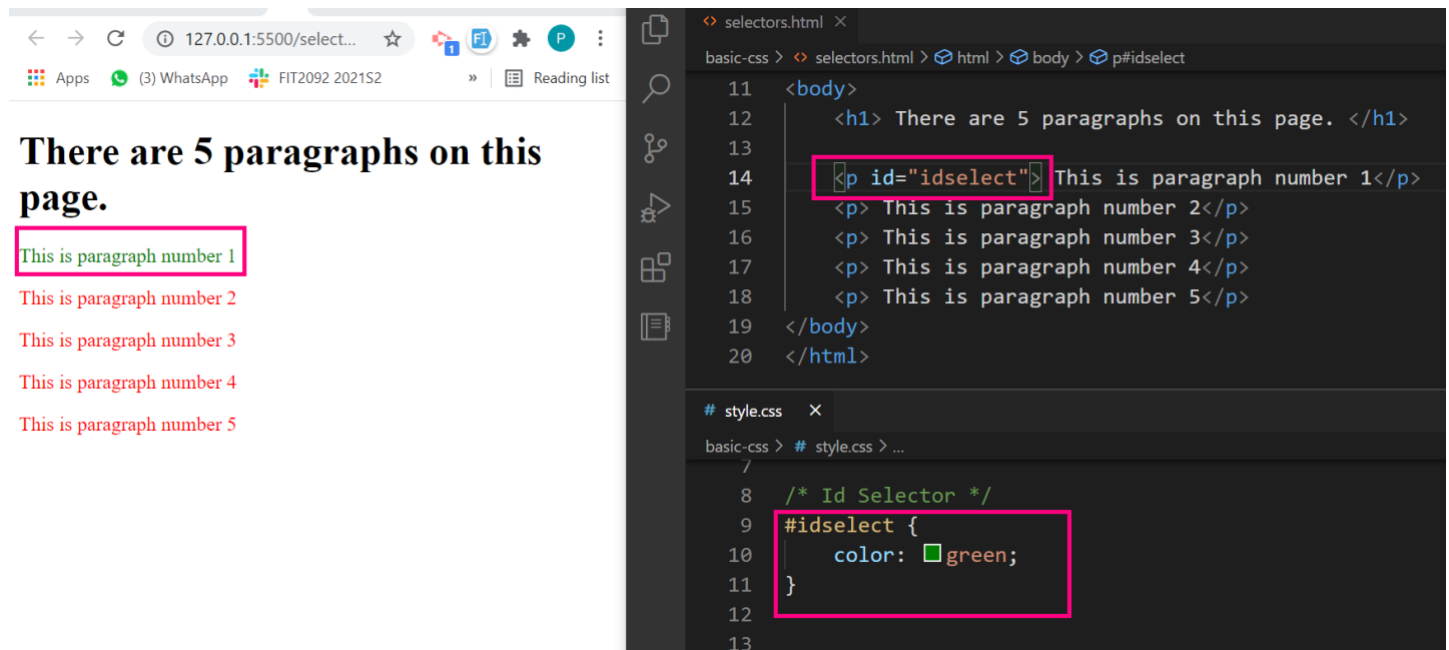 127.0.0.1:5500/select...
1
P
Apps
(3) WhatsApp
FIT2092 2021S2
»
Reading list
There are 5 paragraphs on this
page.
This is paragraph number 1
This is paragraph number 2
This is paragraph number 3
This is paragraph number 4
This is paragraph number 5
selectors.html
basic-css > selectors.html > html > body > p#idselect
11 <body>
12 <h1> There are 5 paragraphs on this page. </h1>
13
14 <p id="idselect"> This is paragraph number 1</p>
15 <p> This is paragraph number 2</p>
16 <p> This is paragraph number 3</p>
17 <p> This is paragraph number 4</p>
18 <p> This is paragraph number 5</p>
19 </body>
20 </html>
# style.css
basic-css > # style.css > ...
7
8 /* Id Selector */
9 #idselect {
10 color: green;
11 }
12
13